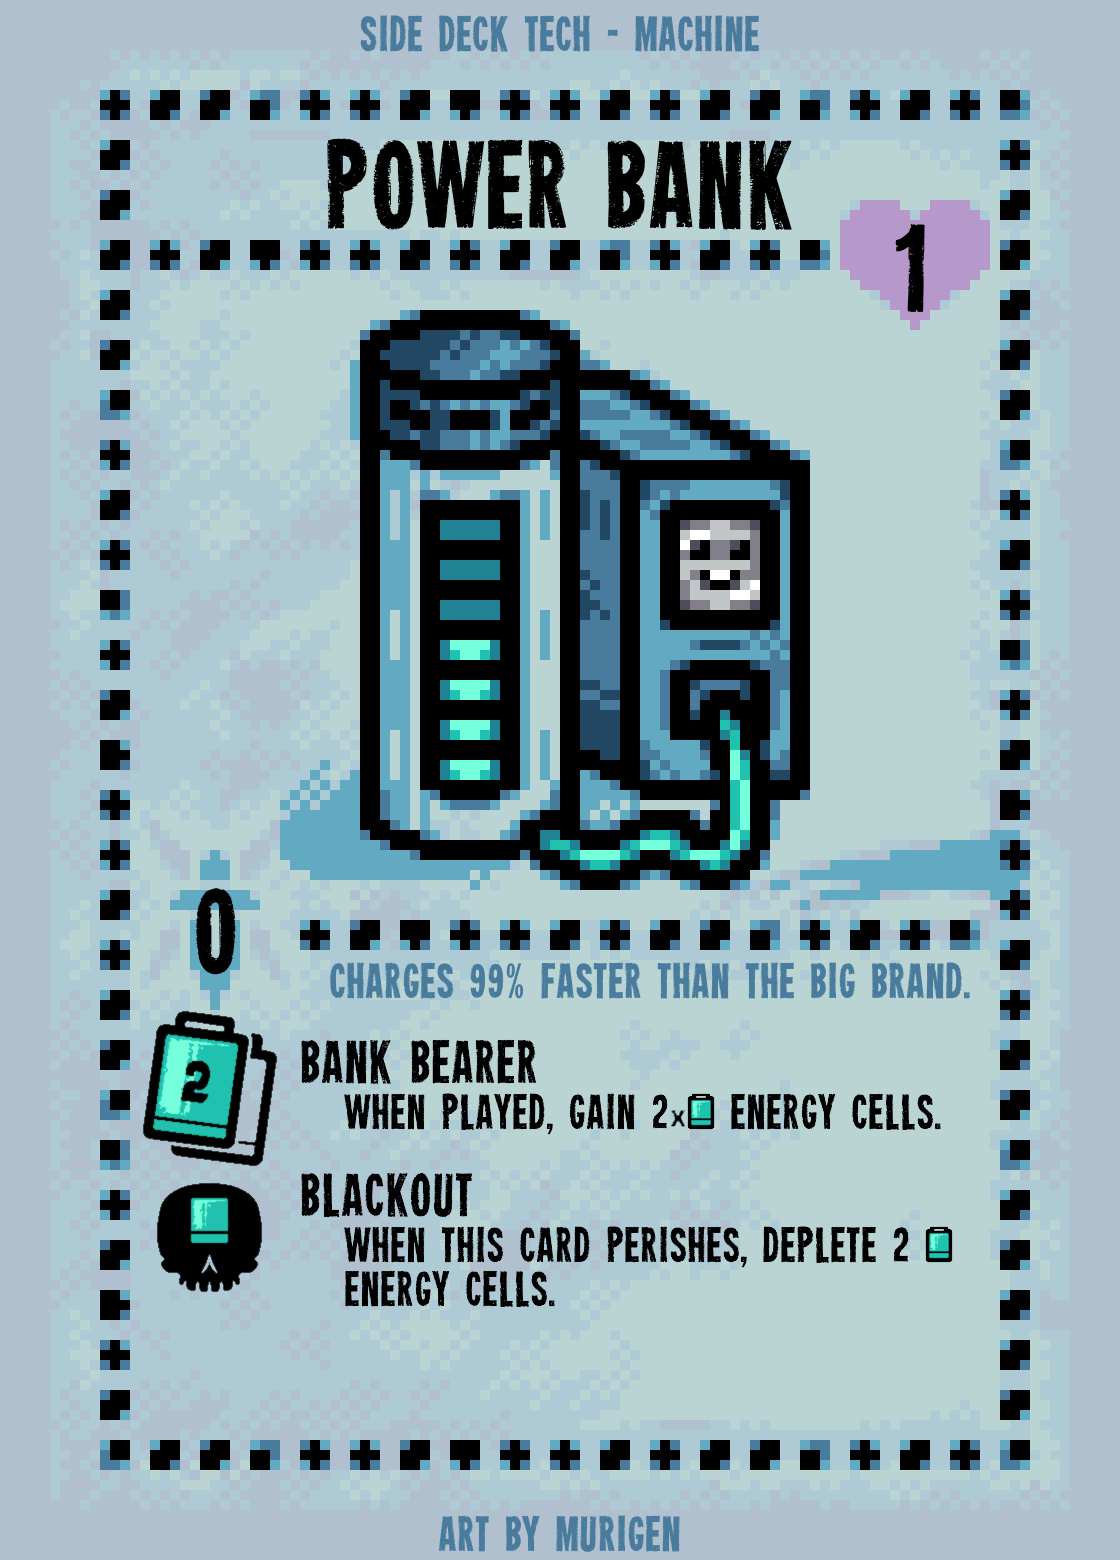 SIDE DECK TECH - MACHINE
POWER BANK
1
0
CHARGES 99% FASTER THAN THE BIG BRAND.
2
BANK BEARER
WHEN PLAYED, GAIN 2x ENERGY CELLS.
BLACKOUT
WHEN THIS CARD PERISHES, DEPLETE 2
ENERGY CELLS.
ART BY MURIGEN